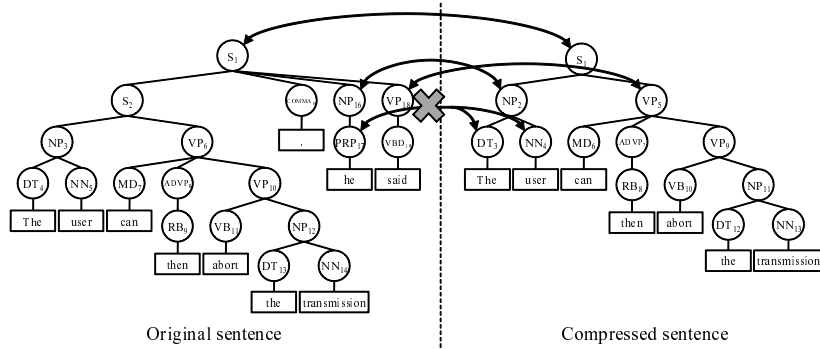 S1 S1
S2 COMMA NP16 VP18 NP2 VP5
NP3 VP6 , PRP17 VBD19 DT3 NN4 MD6 ADVP7 VP9
DT4 NN5 MD7 ADVP8 VP10 he said The user can RB8 VB10 NP11
The user can RB9 VB11 NP12 then abort DT12 NN13
then abort DT13 NN14 the transmission
the transmission
Original sentence Compressed sentence